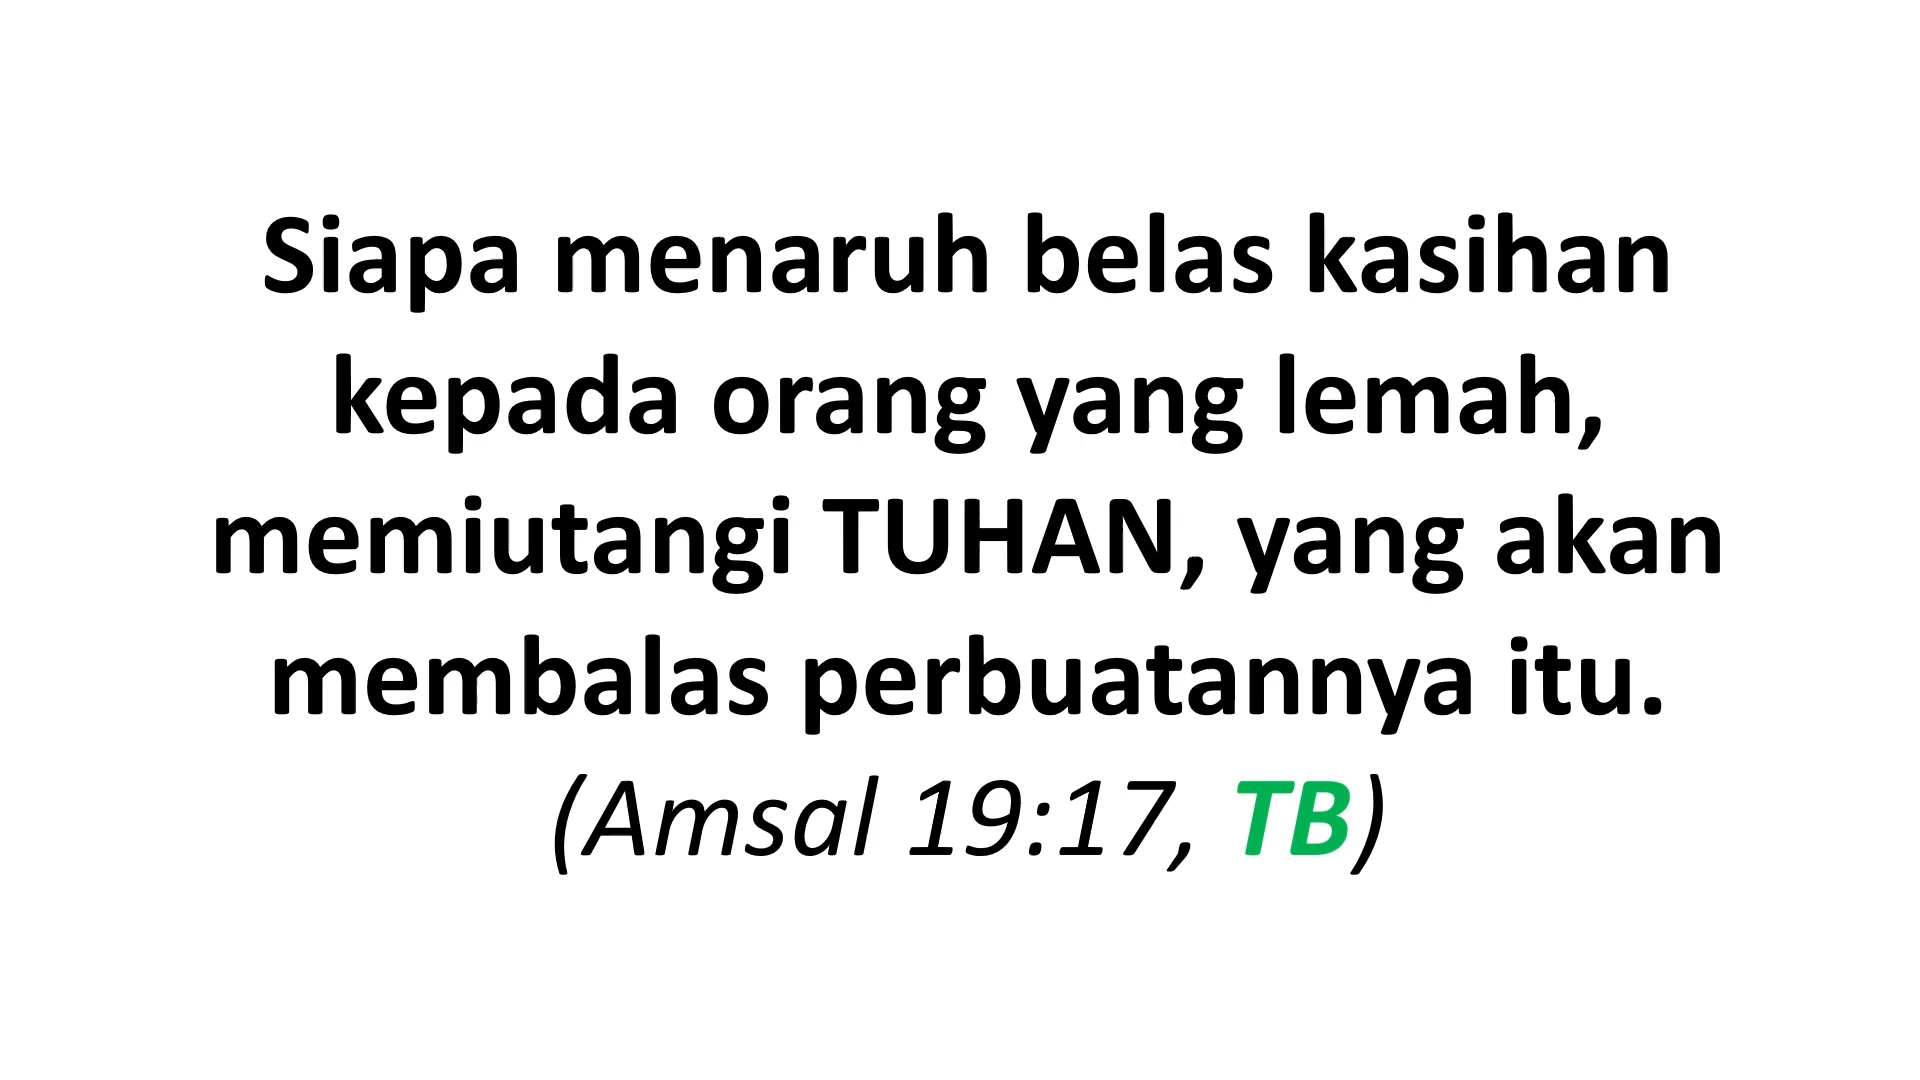 Siapa menaruh belas kasihan
kepada orang yang lemah,
memiutangi TUHAN, yang akan
membalas perbuatannya itu.
(Amsal 19:17, TB)